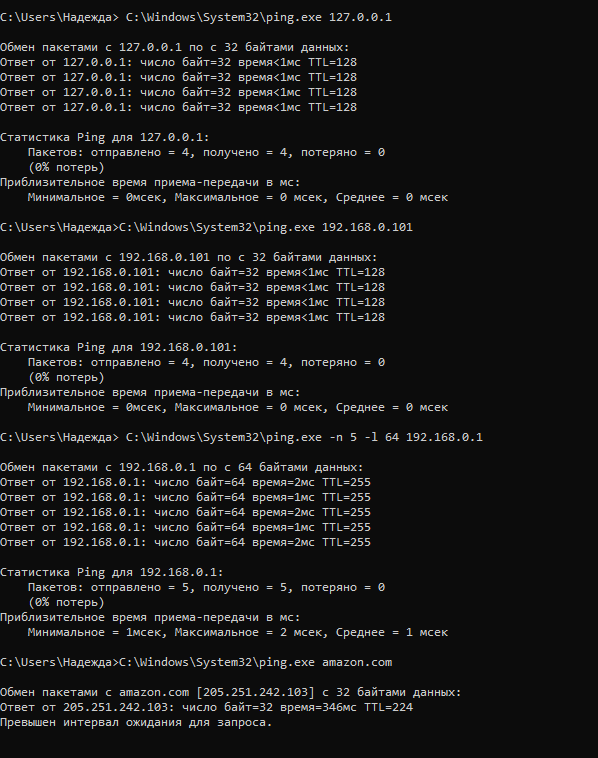 C:\Users\Надежда> C:\Windows\System32\ping.exe 127.0.0.1
Обмен пакетами с 127.0.0.1 по с 32 байтами данных:
Ответ от 127.0.0.1: число байт=32 время<1мс TTL=128
Ответ от 127.0.0.1: число байт=32 время<1мс TTL=128
Ответ от 127.0.0.1: число байт=32 время<1мс TTL=128
Ответ от 127.0.0.1: число байт=32 время<1мс TTL=128
Статистика Ping для 127.0.0.1:
Пакетов: отправлено = 4, получено = 4, потеряно = 0
(0% потерь)
Приблизительное время приема-передачи в мс:
Минимальное = 0мсек, Максимальное = 0 мсек, Среднее = 0 мсек
C:\Users\Надежда>C:\Windows\System32\ping.exe 192.168.0.101
Обмен пакетами с 192.168.0.101 по с 32 байтами данных:
Ответ от 192.168.0.101: число байт=32 время<1мс TTL=128
Ответ от 192.168.0.101: число байт=32 время<1мс TTL=128
Ответ от 192.168.0.101: число байт=32 время<1мс TTL=128
Ответ от 192.168.0.101: число байт=32 время<1мс TTL=128
Статистика Ping для 192.168.0.101:
Пакетов: отправлено = 4, получено = 4, потеряно = 0
(0% потерь)
Приблизительное время приема-передачи в мс:
Минимальное = 0мсек, Максимальное = 0 мсек, Среднее = 0 мсек
C:\Users\Надежда> C:\Windows\System32\ping.exe -n 5 -l 64 192.168.0.1
Обмен пакетами с 192.168.0.1 по с 64 байтами данных:
Ответ от 192.168.0.1: число байт=64 время=2мс TTL=255
Ответ от 192.168.0.1: число байт=64 время=1мс TTL=255
Ответ от 192.168.0.1: число байт=64 время=2мс TTL=255
Ответ от 192.168.0.1: число байт=64 время=1мс TTL=255
Ответ от 192.168.0.1: число байт=64 время=2мс TTL=255
Статистика Ping для 192.168.0.1:
Пакетов: отправлено = 5, получено = 5, потеряно = 0
(0% потерь)
Приблизительное время приема-передачи в мс:
Минимальное = 1мсек, Максимальное = 2 мсек, Среднее = 1 мсек
C:\Users\Надежда>C:\Windows\System32\ping.exe amazon.com
Обмен пакетами с amazon.com [205.251.242.103] с 32 байтами данных:
Ответ от 205.251.242.103: число байт=32 время=346мс TTL=224
Превышен интервал ожидания для запроса.